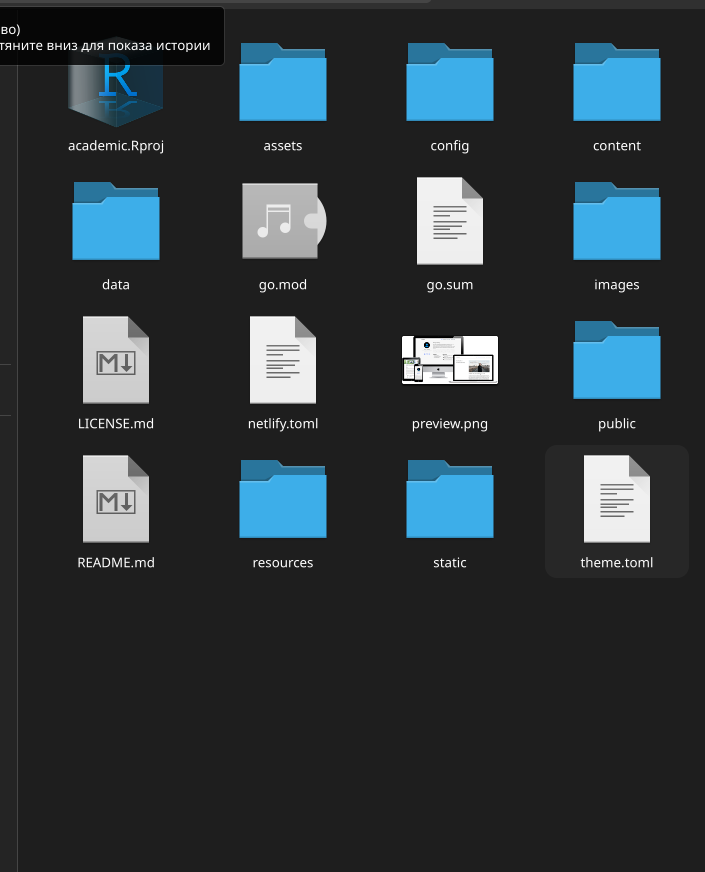 во)
тяните вниз для показа истории
R
academic.Rproj
assets
config
content
data
go.mod
go.sum
images
M
LICENSE.md
netlify.toml
preview.png
public
M
README.md
resources
static
theme.toml